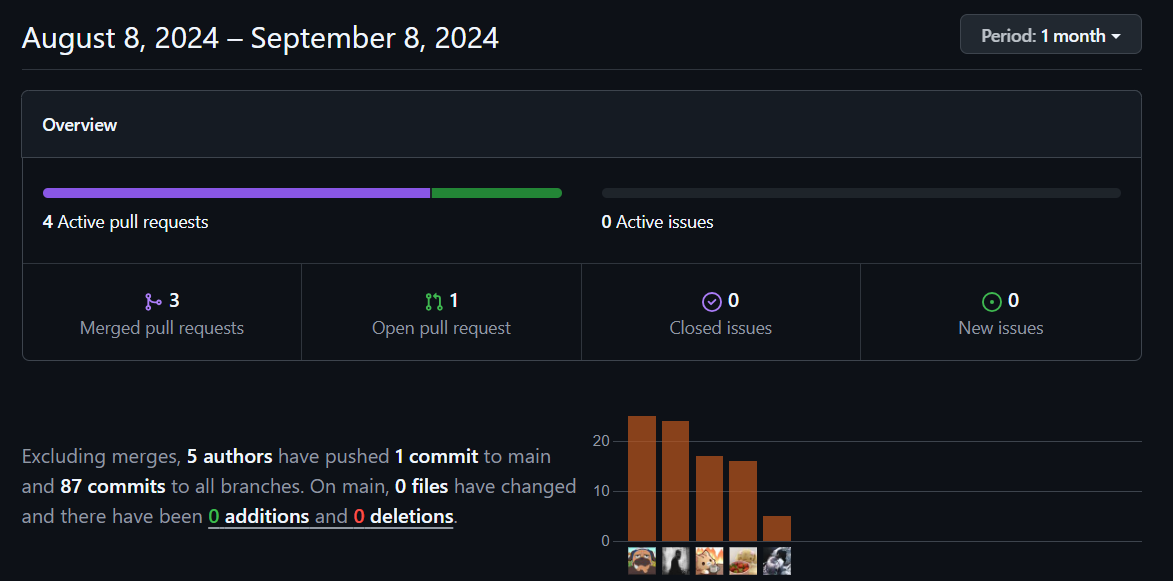 August 8, 2024 – September 8, 2024
Period: 1 month
Overview
4 Active pull requests
0 Active issues
3
Merged pull requests
1
Open pull request
0
Closed issues
0
New issues
Excluding merges, 5 authors have pushed 1 commit to main
and 87 commits to all branches. On main, 0 files have changed
and there have been 0 additions and 0 deletions.
20
10
0